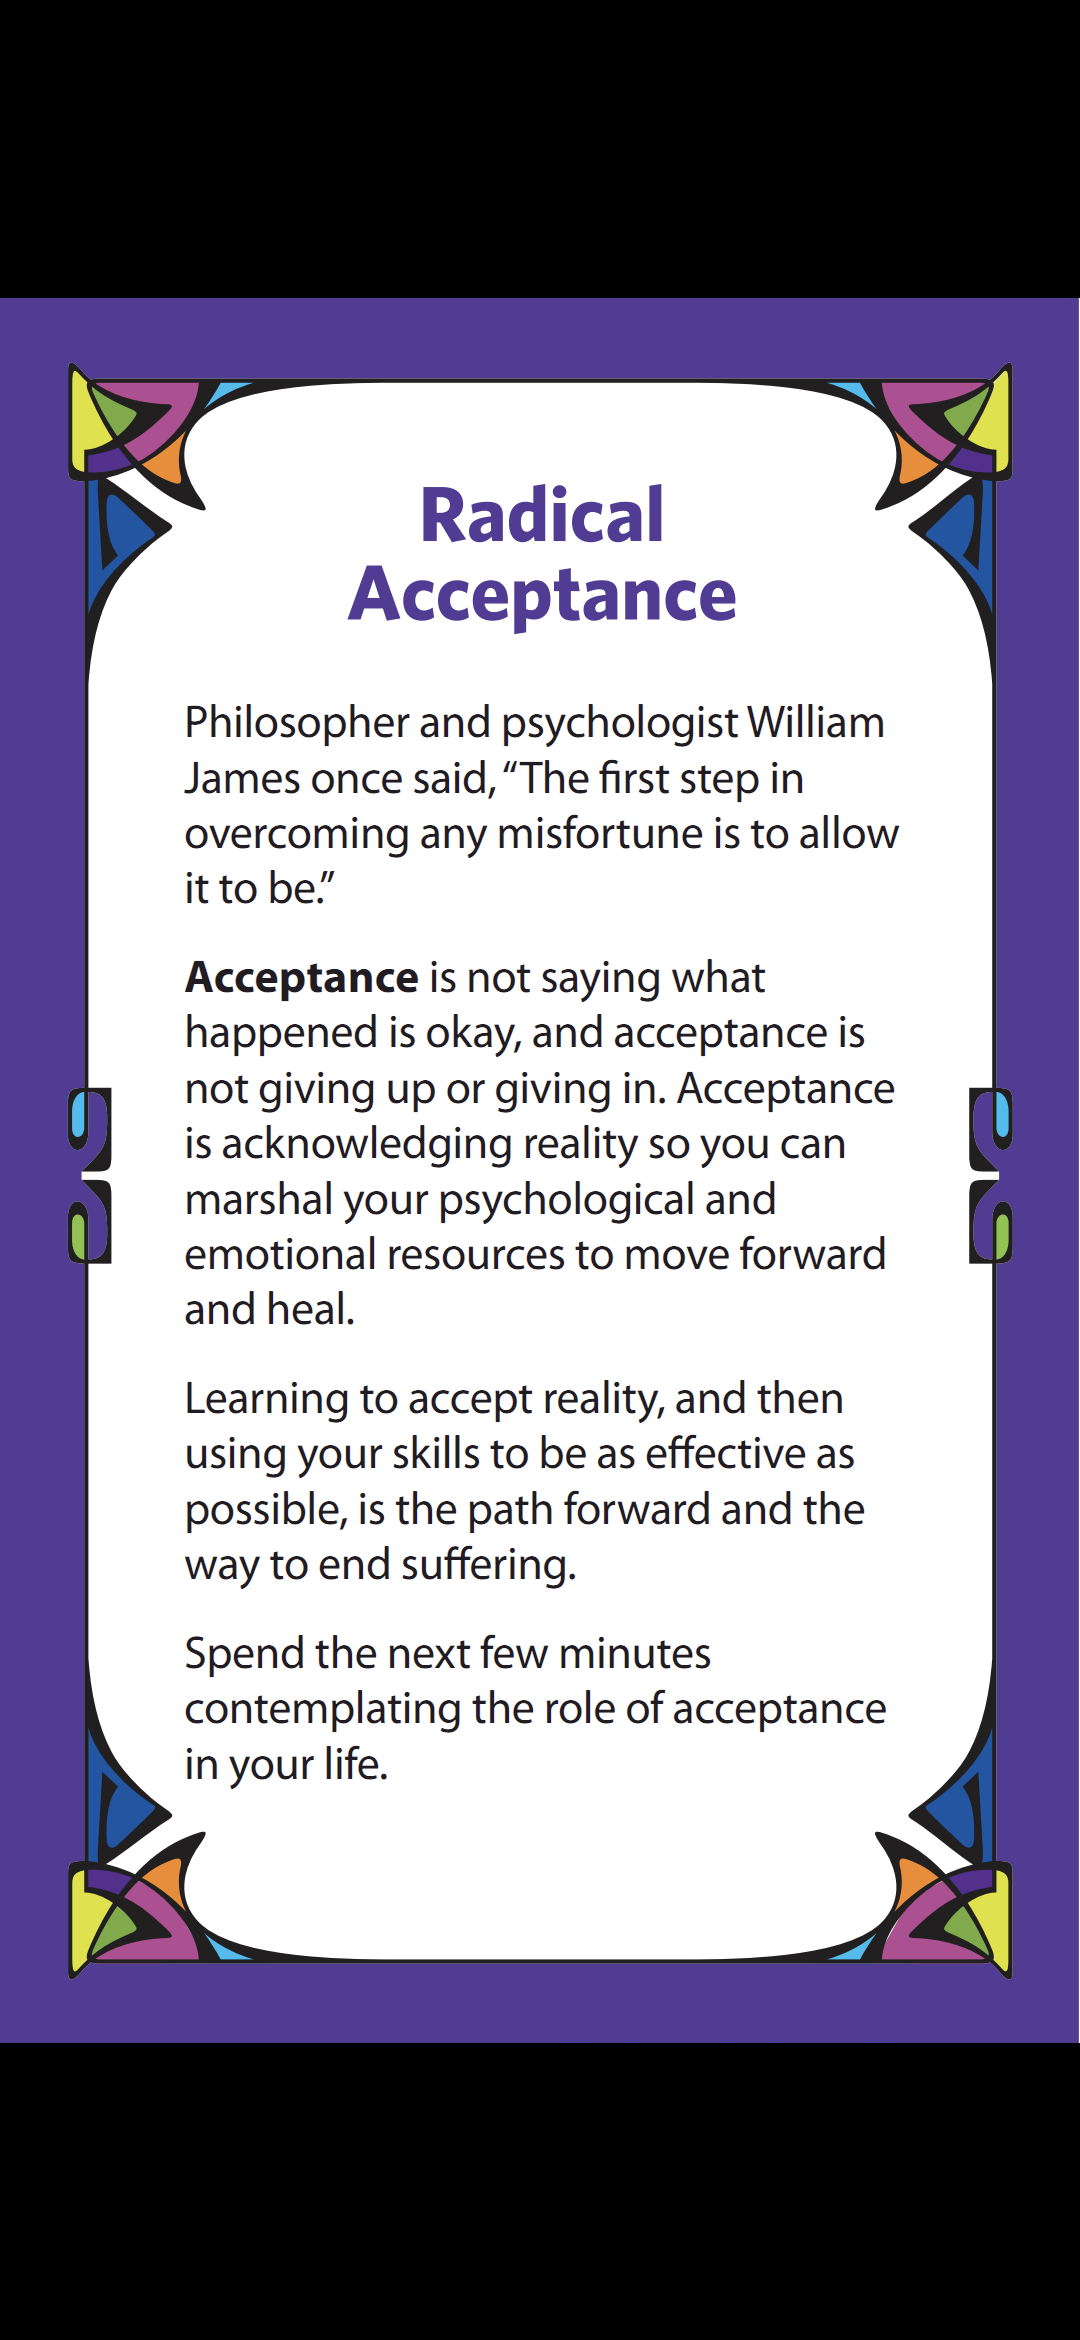 Radical
Acceptance
Philosopher and psychologist William
James once said, “The first step in
overcoming any misfortune is to allow
it to be.”
Acceptance is not saying what
happened is okay, and acceptance is
not giving up or giving in. Acceptance
is acknowledging reality so you can
marshal your psychological and
emotional resources to move forward
and heal.
Learning to accept reality, and then
using your skills to be as effective as
possible, is the path forward and the
way to end suffering.
Spend the next few minutes
contemplating the role of acceptance
in your life.